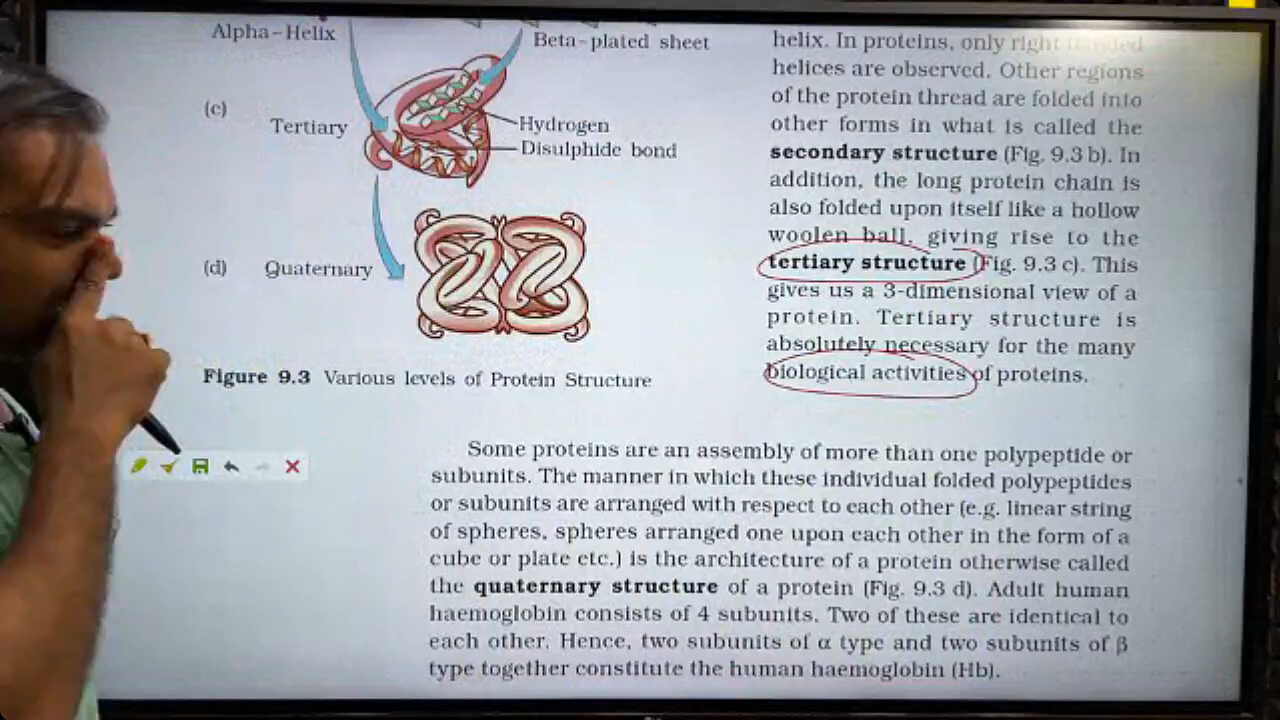 Alpha-Helix
Beta-plated sheet
(c)
Tertiary
Hydrogen
Disulphide bond
(d)
Quaternary
Figure 9.3 Various levels of Protein Structure
helix. In proteins, only right
helices are observed. Other regions
of the protein thread are folded into
other forms in what is called the
secondary structure (Fig. 9.3 b). In
addition, the long protein chain is
also folded upon itself like a hollow
woolen ball, giving rise to the
tertiary structure (Fig. 9.3 c). This
gives us a 3-dimensional view of a
protein. Tertiary structure is
absolutely necessary for the many
biological activities of proteins.
Some proteins are an assembly of more than one polypeptide or
subunits. The manner in which these individual folded polypeptides
or subunits are arranged with respect to each other (e.g. linear string
of spheres, spheres arranged one upon each other in the form of a
cube or plate etc.) is the architecture of a protein otherwise called
the quaternary structure of a protein (Fig. 9.3 d). Adult human
haemoglobin consists of 4 subunits. Two of these are identical to
each other. Hence, two subunits of α type and two subunits of β
type together constitute the human haemoglobin (Hb).